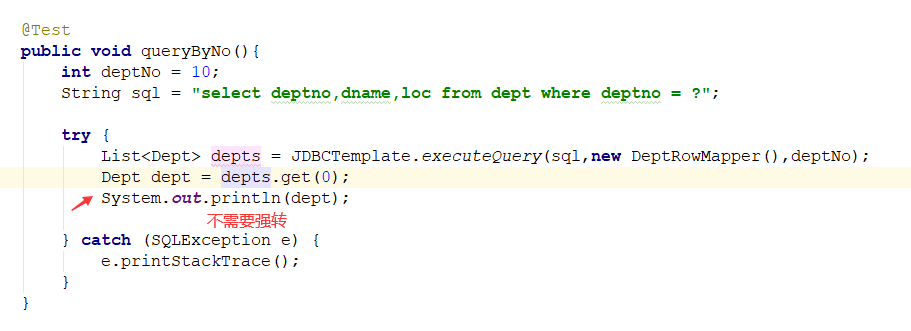 @Test
public void queryByNo(){
int deptNo = 10;
String sql = "select deptno,dname,loc from dept where deptno = ?";
try {
List<Dept> depts = JDBCTemplate.executeQuery(sql,new DeptRowMapper(),deptNo);
Dept dept = depts.get(0);
System.out.println(dept);
不需要强转
} catch (SQLException e) {
e.printStackTrace();
}
}